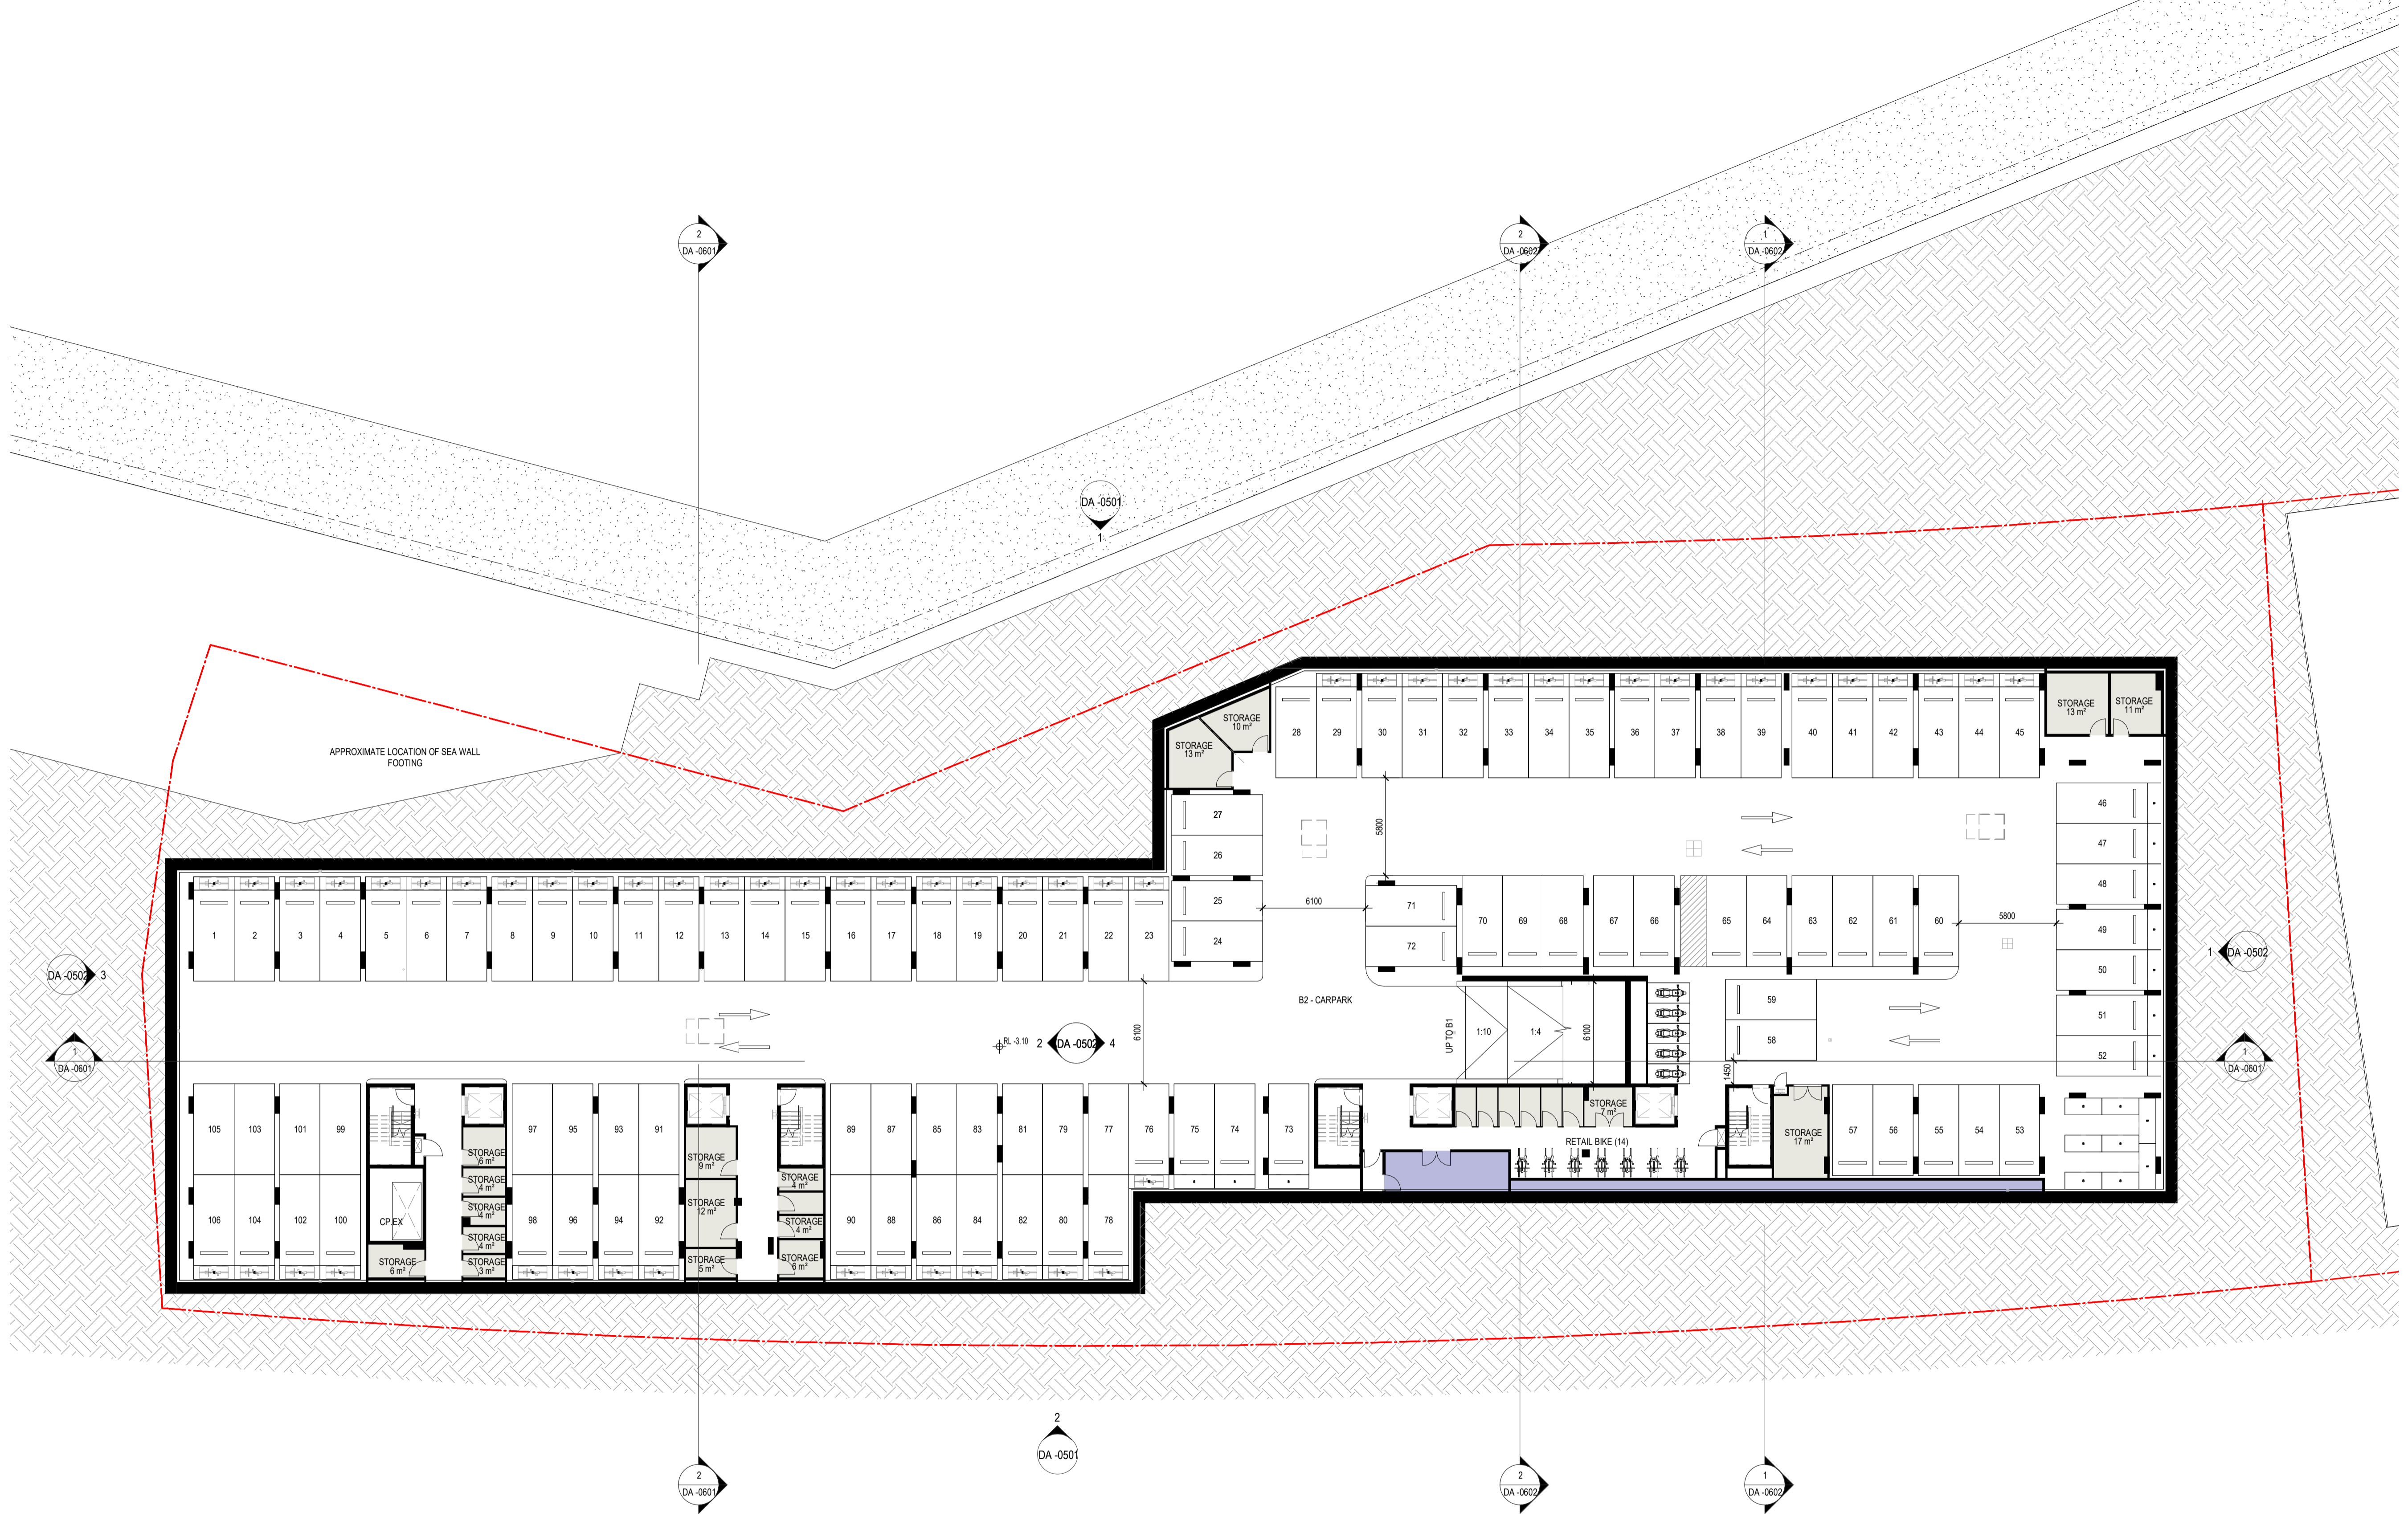 2
DA -0601
2
DA -0602
1
DA -0602
DA -0501
1
APPROXIMATE LOCATION OF SEA WALL
FOOTING
STORAGE
10 m²
STORAGE
13 m²
28 29 30 31 32 33 34 35 36 37 38 39 40 41 42 43 44 45
STORAGE
13 m²
STORAGE
11 m²
27
26
25
24
5800
46
47
48
49
50
51
52
1 2 3 4 5 6 7 8 9 10 11 12 13 14 15 16 17 18 19 20 21 22 23
6100
71
72
70 69 68 67 66 65 64 63 62 61 60
5800
DA -0502 3
1 DA -0502
B2 - CARPARK
59
58
6100
UP TO B1
1:10
1:4
6100
RL -3.10
2 DA -0502 4
1
DA -0601
1
DA -0601
1450
105 103 101 99
97 95 93 91
89 87 85 83 81 79 77 76 75 74 73
STORAGE
7 m²
RETAIL BIKE (14)
STORAGE
17 m²
57 56 55 54 53
106 104 102 100
CP EX
STORAGE
6 m²
STORAGE
6 m²
STORAGE
4 m²
STORAGE
4 m²
STORAGE
4 m²
STORAGE
3 m²
98 96 94 92
STORAGE
9 m²
STORAGE
12 m²
STORAGE
5 m²
STORAGE
4 m²
STORAGE
4 m²
STORAGE
6 m²
90 88 86 84 82 80 78
2
DA -0501
2
DA -0601
2
DA -0602
1
DA -0602